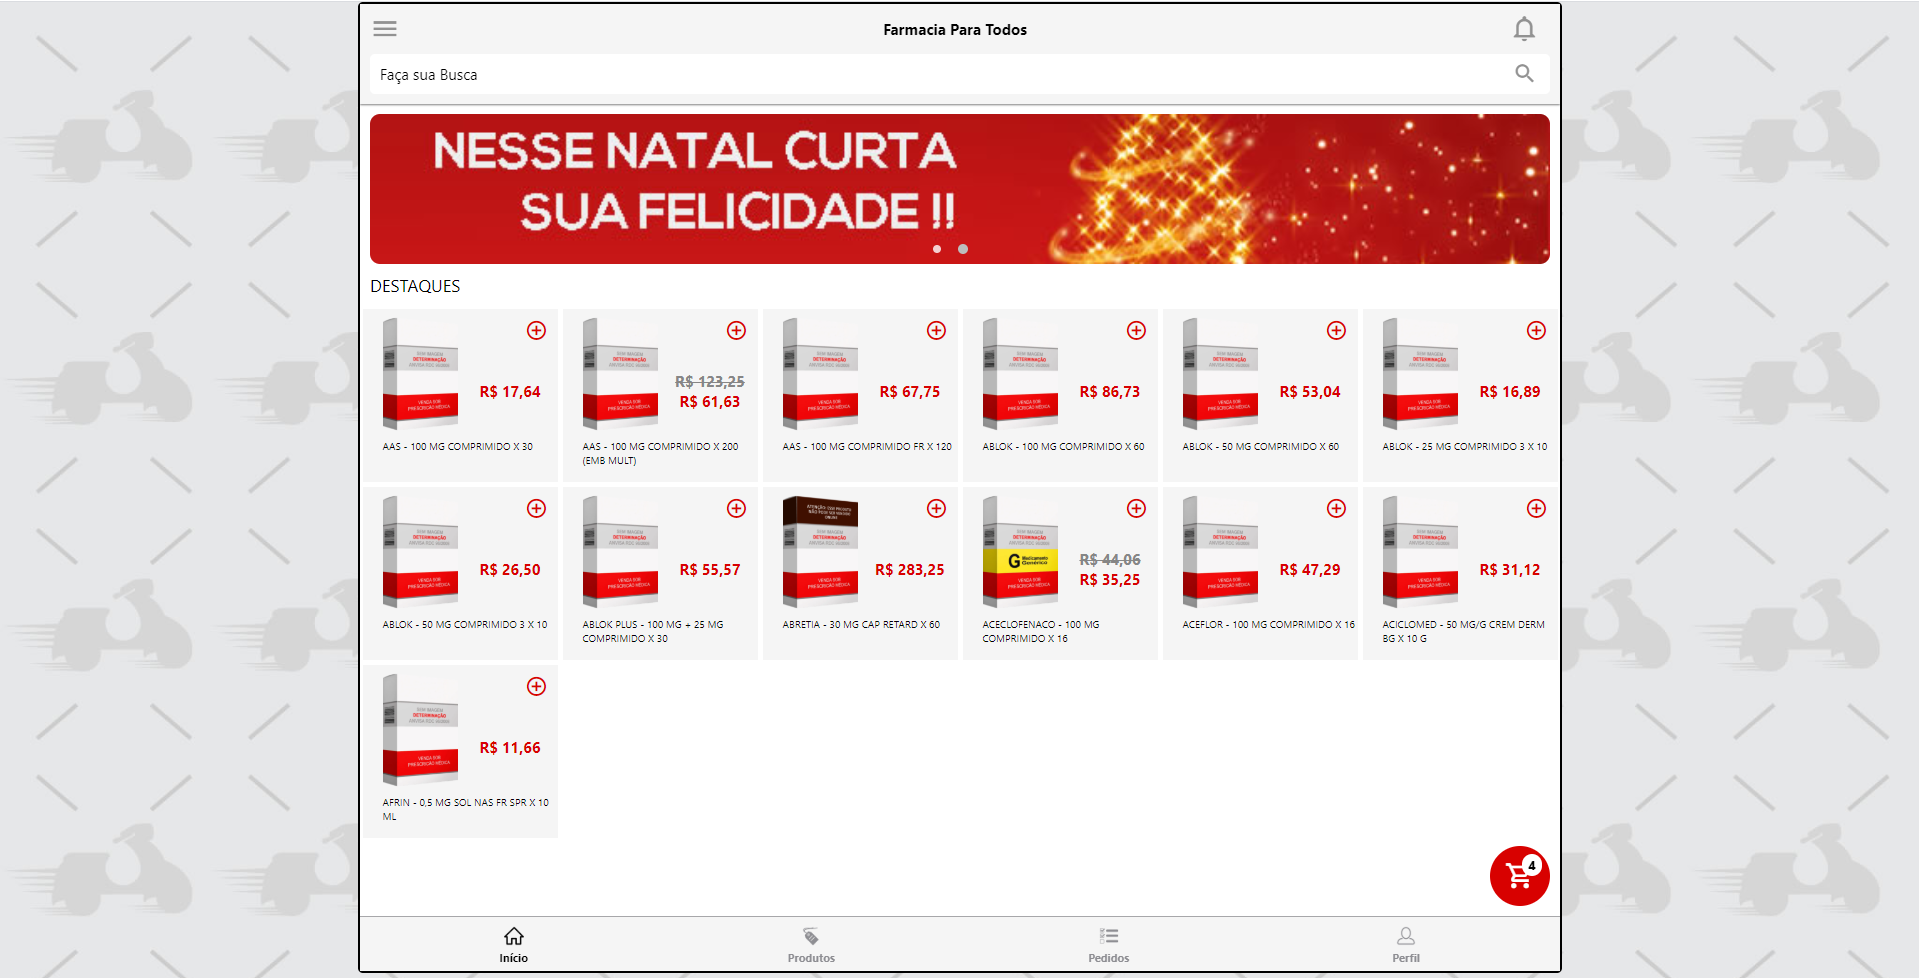 Farmacia Para Todos
Faça sua Busca
NESSE NATAL CURTA
SUA FELICIDADE !!
DESTAQUES
R$ 17,64
AAS - 100 MG COMPRIMIDO X 30
R$ 123,25
R$ 61,63
AAS - 100 MG COMPRIMIDO X 200
(EMB MULT)
R$ 67,75
AAS - 100 MG COMPRIMIDO FR X 120
R$ 86,73
ABLOK - 100 MG COMPRIMIDO X 60
R$ 53,04
ABLOK - 50 MG COMPRIMIDO X 60
R$ 16,89
ABLOK - 25 MG COMPRIMIDO 3 X 10
R$ 26,50
ABLOK - 50 MG COMPRIMIDO 3 X 10
R$ 55,57
ABLOK PLUS - 100 MG + 25 MG
COMPRIMIDO X 30
R$ 283,25
ABRETIA - 30 MG CAP RETARD X 60
G Medicamento
Genérico
R$ 44,06
R$ 35,25
ACECLOFENACO - 100 MG
COMPRIMIDO X 16
R$ 47,29
ACEFLOR - 100 MG COMPRIMIDO X 16
R$ 31,12
ACICLOMED - 50 MG/G CREM DERM
BG X 10 G
R$ 11,66
AFRIN - 0,5 MG SOL NAS FR SPR X 10
ML
4
Início
Produtos
Pedidos
Perfil